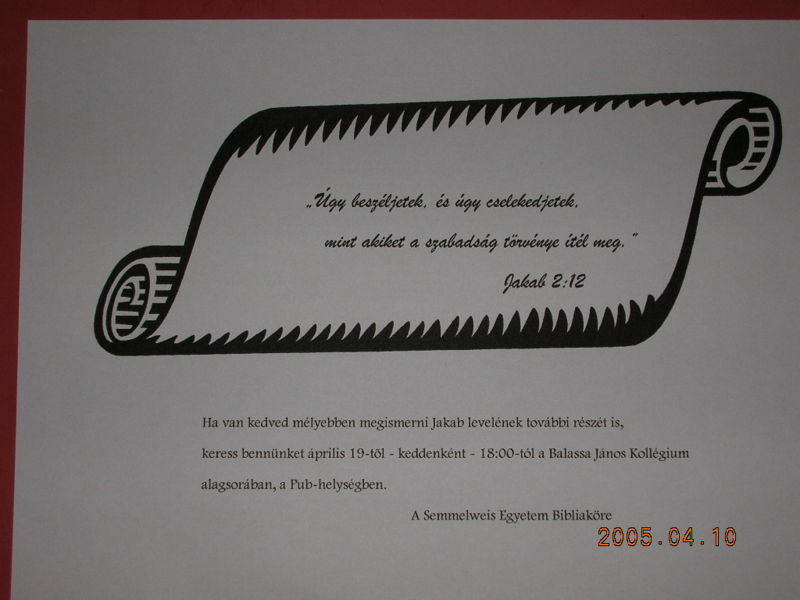 „Úgy beszéljetek, és úgy cselekedjetek,
mint akiket a szabadság törvénye ítél meg."
Jakab 2:12
Ha van kedved mélyebben megismerni Jakab levelének további részét is,
keress bennünket április 19-től - keddenként - 18:00-tól a Balassa János Kollégium
alagsorában, a Pub-helységben.
A Semmelweis Egyetem Bibliaköre
2005.04.10